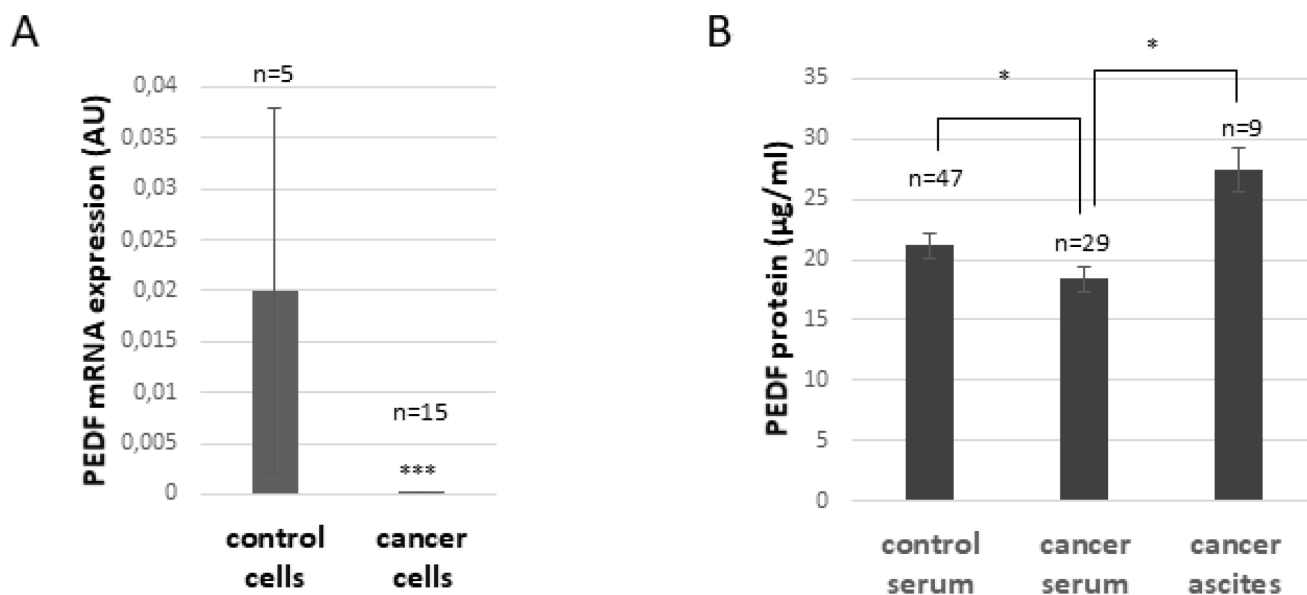 A
PEDF mRNA expression (AU)
0,04
0,035
0,03
0,025
0,02
0,015
0,01
0,005
0
n=5
n=15
***
control
cells
cancer
cells
B
PEDF protein (µg/ml)
35
30
25
20
15
10
5
0
*
*
n=47
n=29
n=9
control
serum
cancer
serum
cancer
ascites